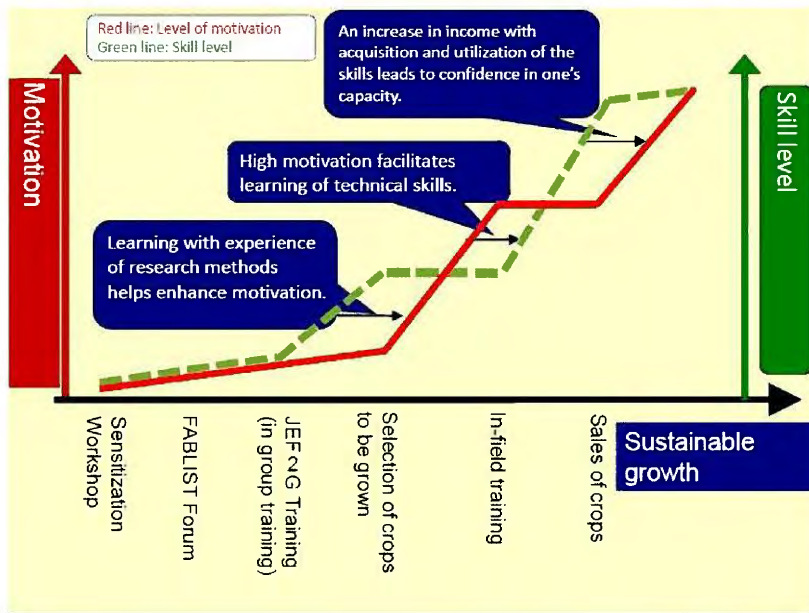 Red line: Level of motivation
Green line: Skill level
An increase in income with
acquisition and utilization of the
skills leads to confidence in one's
capacity.
High motivation facilitates
learning of technical skills.
Learning with experience
of research methods
helps enhance motivation.
Motivation
Skill level
Sensitization
Workshop
FABLIST Forum
JEF2G Training
(in group training)
Selection of crops
to be grown
In-field training
Sales of crops
Sustainable
growth